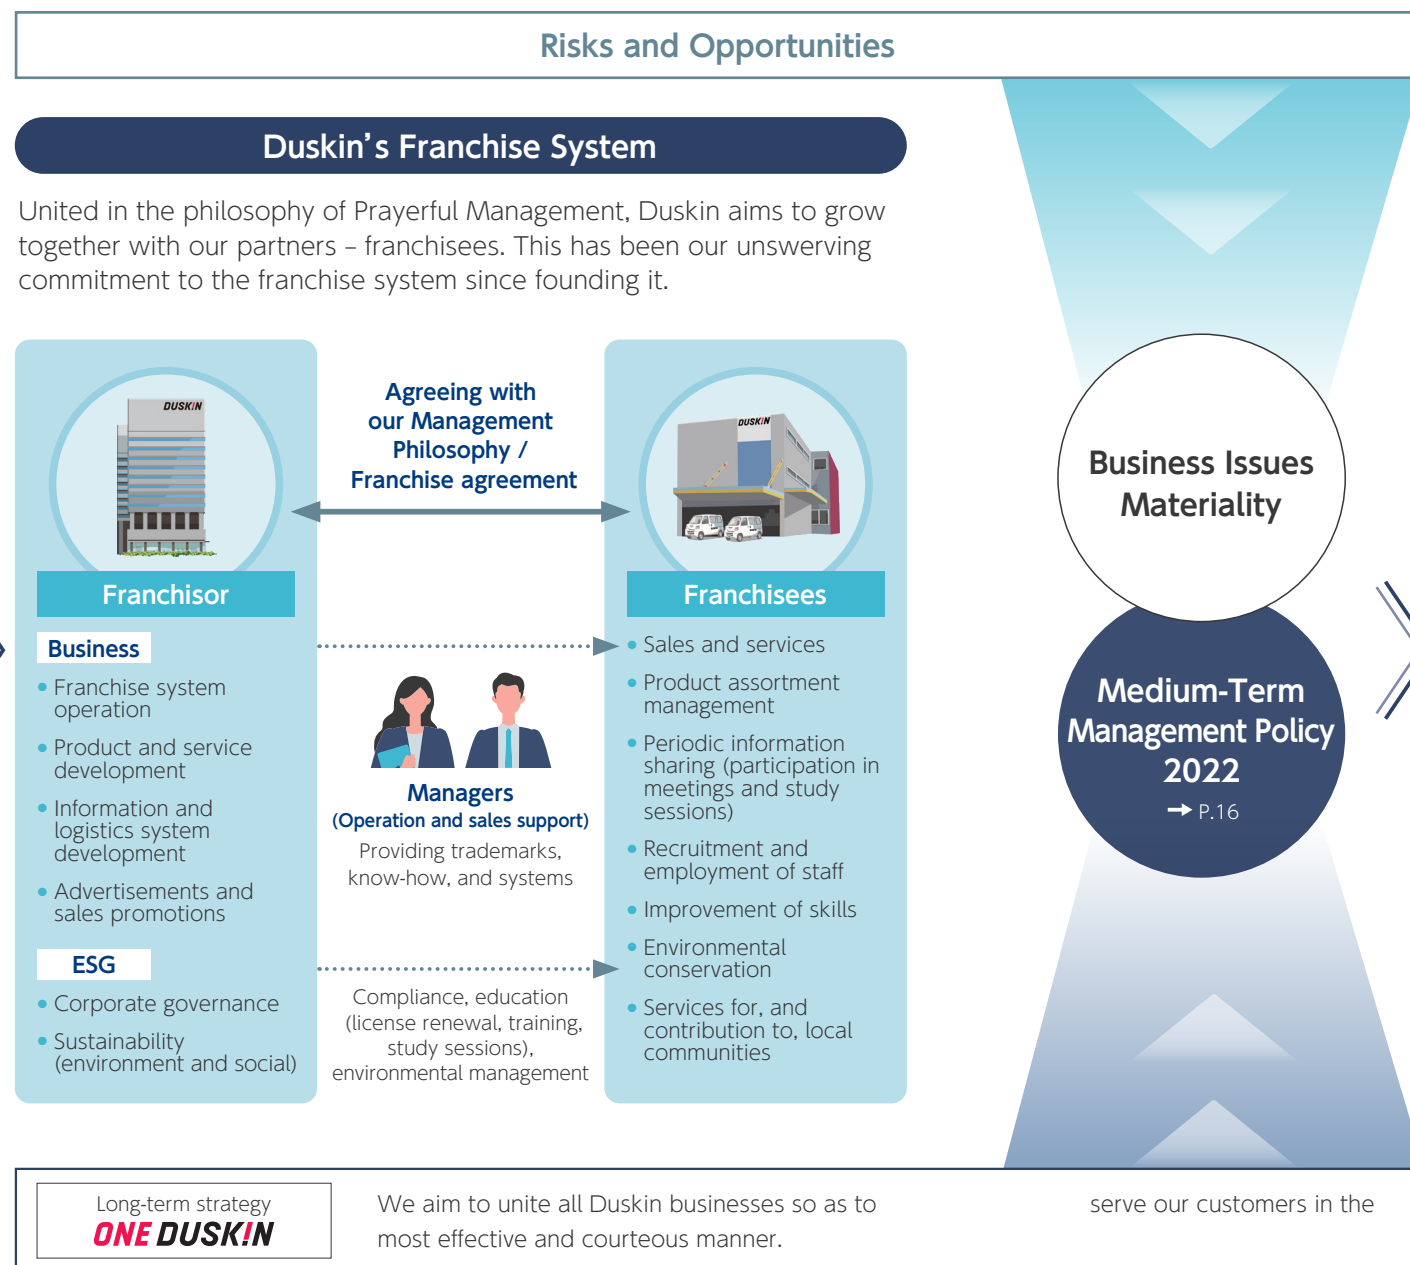 Risks and Opportunities
Duskin's Franchise System
United in the philosophy of Prayerful Management, Duskin aims to grow
together with our partners – franchisees. This has been our unswerving
commitment to the franchise system since founding it.
DUSKIN
Franchisor
Business
• Franchise system
operation
• Product and service
development
• Information and
logistics system
development
• Advertisements and
sales promotions
ESG
• Corporate governance
• Sustainability
(environment and social)
Agreeing with
our Management
Philosophy /
Franchise agreement
Managers
(Operation and sales support)
Providing trademarks,
know-how, and systems
Compliance, education
(license renewal, training,
study sessions),
environmental management
DUSKIN
Franchisees
• Sales and services
• Product assortment
management
• Periodic information
sharing (participation in
meetings and study
sessions)
• Recruitment and
employment of staff
• Improvement of skills
• Environmental
conservation
• Services for, and
contribution to, local
communities
Business Issues
Materiality
Medium-Term
Management Policy
2022
→ P.16
Long-term strategy
ONE DUSKIN
We aim to unite all Duskin businesses so as to serve our customers in the
most effective and courteous manner.